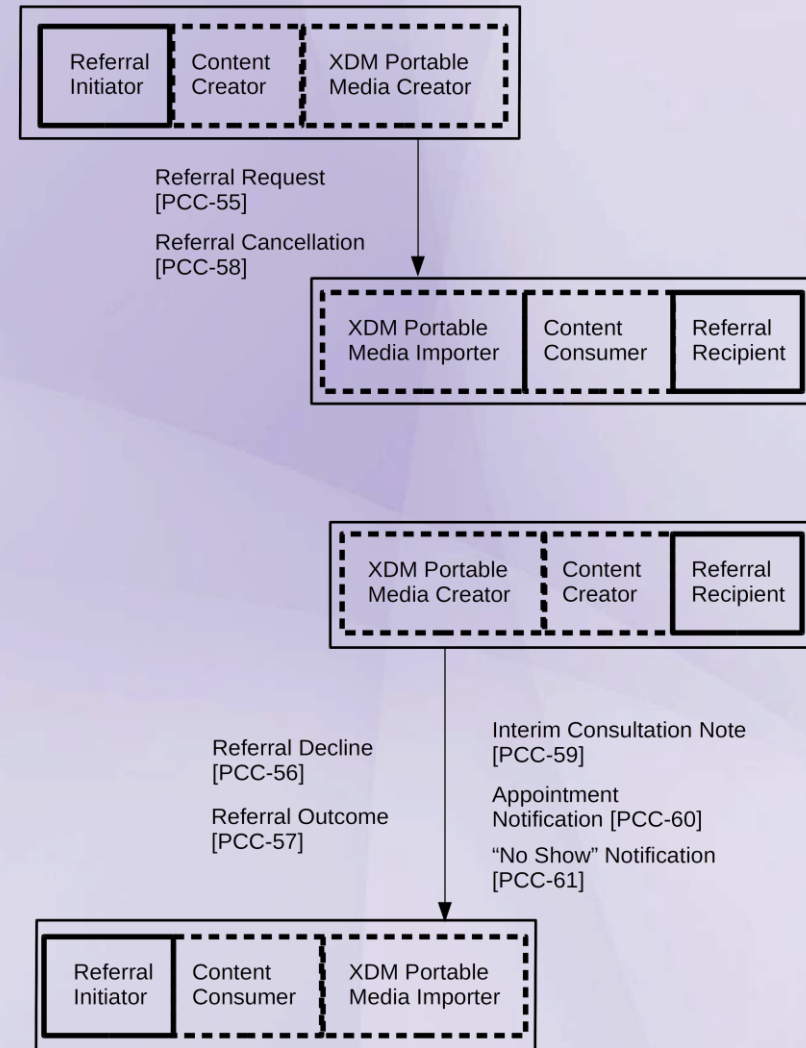 Referral
Initiator
Content
Creator
XDM Portable
Media Creator
Referral Request
[PCC-55]
Referral Cancellation
[PCC-58]
XDM Portable
Media Importer
Content
Consumer
Referral
Recipient
XDM Portable
Media Creator
Content
Creator
Referral
Recipient
Referral Decline
[PCC-56]
Referral Outcome
[PCC-57]
Interim Consultation Note
[PCC-59]
Appointment
Notification [PCC-60]
“No Show” Notification
[PCC-61]
Referral
Initiator
Content
Consumer
XDM Portable
Media Importer